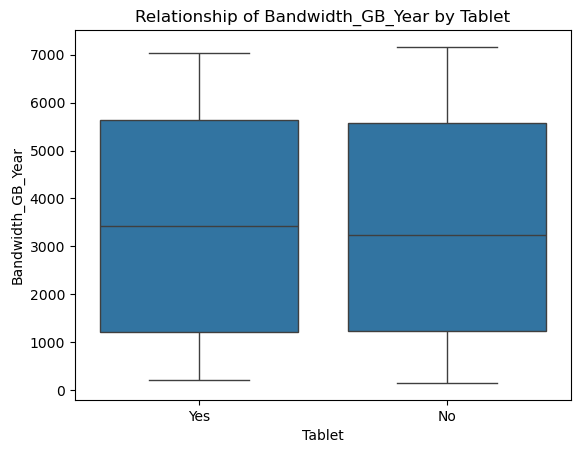 Relationship of Bandwidth_GB_Year by Tablet
Bandwidth_GB_Year
7000
6000
5000
4000
3000
2000
1000
0
Yes
No
Tablet